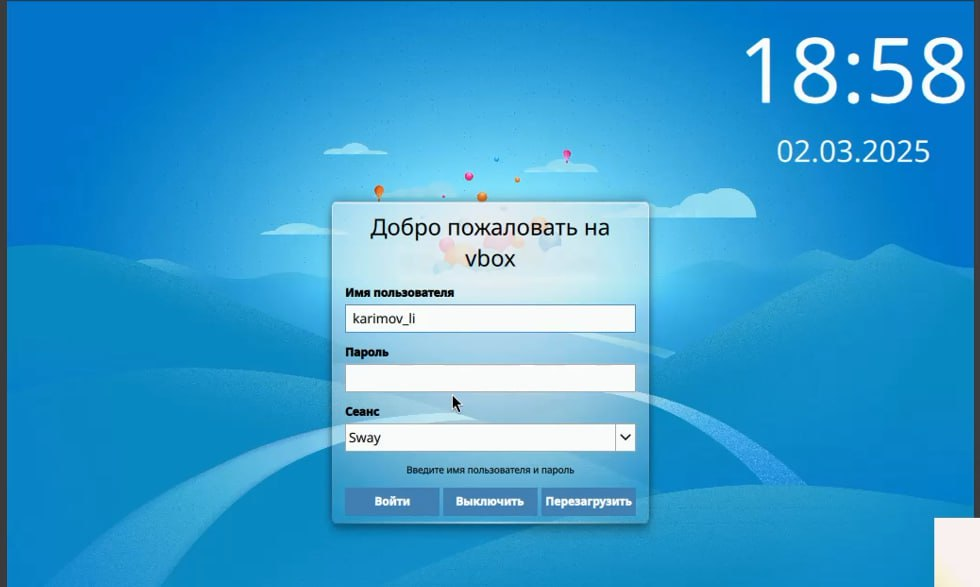 18:58
02.03.2025
Добро пожаловать на
vbox
Имя пользователя
karimov_li
Пароль
Сеанс
Sway
Введите имя пользователя и пароль
Войти Выключить Перезагрузить